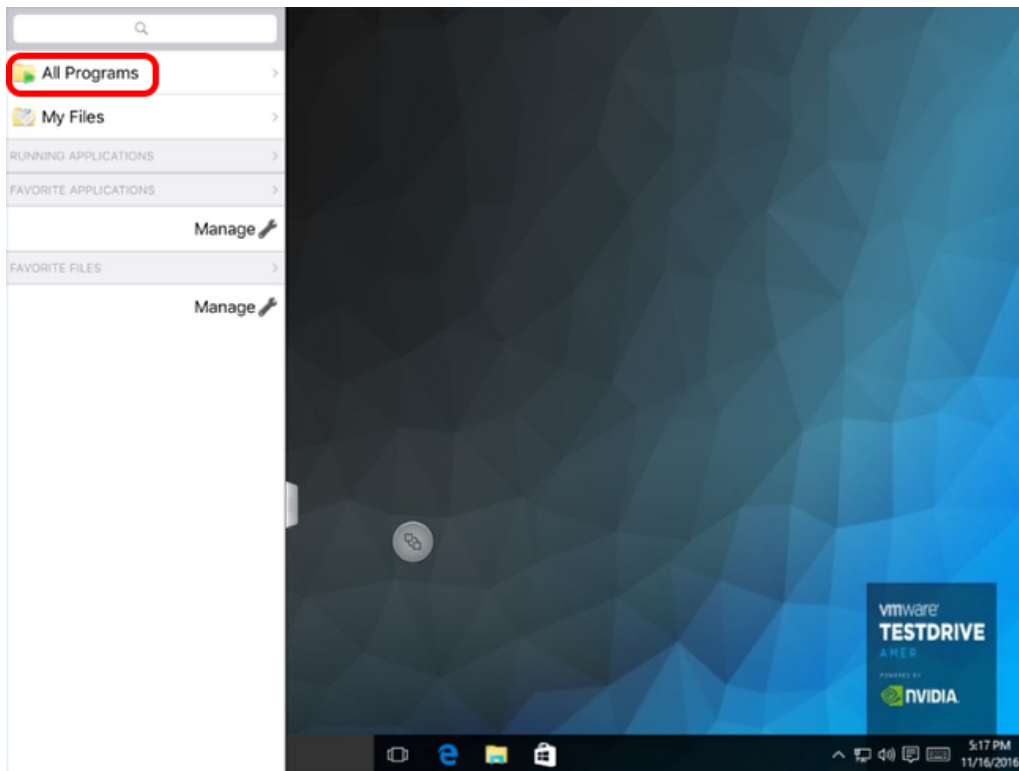 All Programs
My Files
RUNNING APPLICATIONS
FAVORITE APPLICATIONS
Manage
FAVORITE FILES
Manage
vmware
TESTDRIVE
AMER
POWERED BY
NVIDIA
5:17 PM
11/16/2016